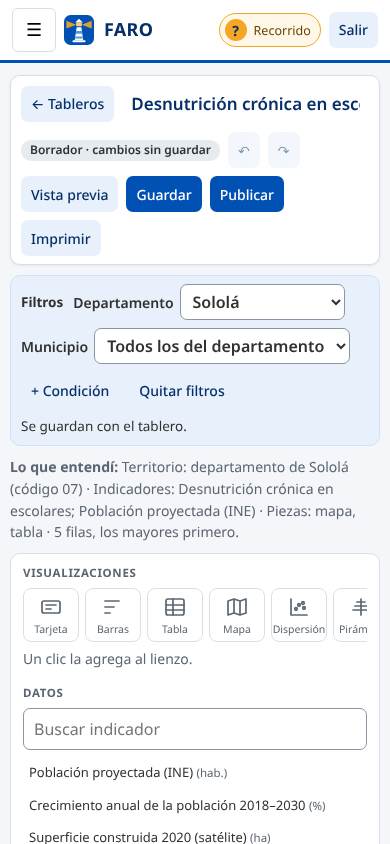 ☰ FARO ? Recorrido Salir
← Tableros Desnutrición crónica en esc
Borrador · cambios sin guardar ↶ ↷
Vista previa Guardar Publicar
Imprimir
Filtros Departamento Sololá
Municipio Todos los del departamento
+ Condición Quitar filtros
Se guardan con el tablero.
Lo que entendí: Territorio: departamento de Sololá
(código 07) · Indicadores: Desnutrición crónica en
escolares; Población proyectada (INE) · Piezas: mapa,
tabla · 5 filas, los mayores primero.
VISUALIZACIONES
Tarjeta Barras Tabla Mapa Dispersión Pirám
Un clic la agrega al lienzo.
DATOS
Buscar indicador
Población proyectada (INE) (hab.)
Crecimiento anual de la población 2018–2030 (%)
Superficie construida 2020 (satélite) (ha)